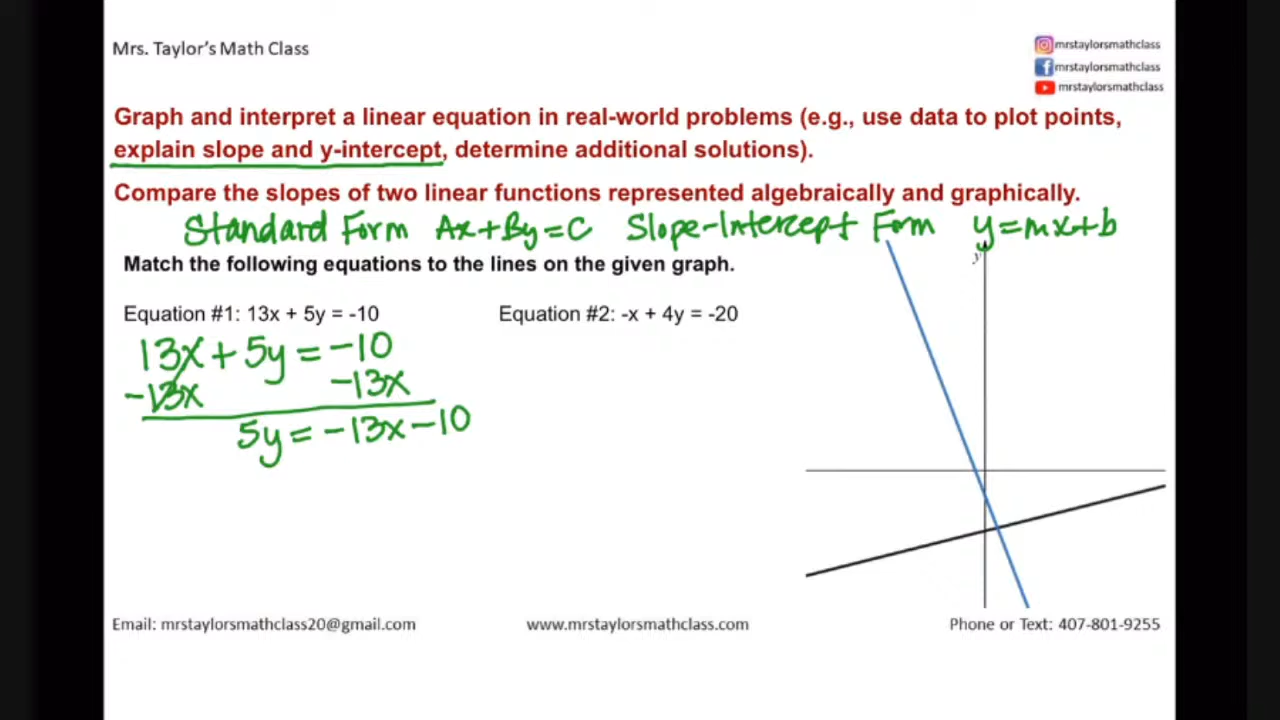 Mrs. Taylor's Math Class
mrstaylorsmathclass
mrstaylorsmathclass
mrstaylorsmathclass
Graph and interpret a linear equation in real-world problems (e.g., use data to plot points,
explain slope and y-intercept, determine additional solutions).
Compare the slopes of two linear functions represented algebraically and graphically.
Standard Form Ax+By=C Slope-Intercept Form y=mx+b
Match the following equations to the lines on the given graph.
Equation #1: 13x + 5y = -10 Equation #2: -x + 4y = -20
13x+5y=-10
-13x -13x
5y=-13x-10
Email: mrstaylorsmathclass20@gmail.com www.mrstaylorsmathclass.com Phone or Text: 407-801-9255